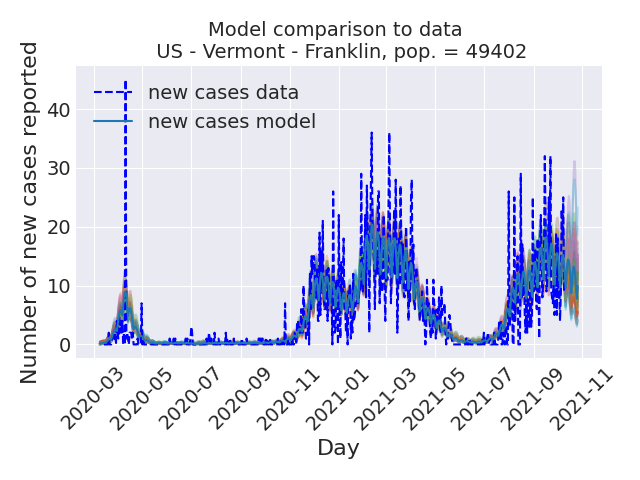 Model comparison to data
US - Vermont - Franklin, pop. = 49402
Number of new cases reported
40
30
20
10
0
new cases data
new cases model
2020-03
2020-05
2020-07
2020-09
2020-11
2021-01
2021-03
2021-05
2021-07
2021-09
2021-11
Day